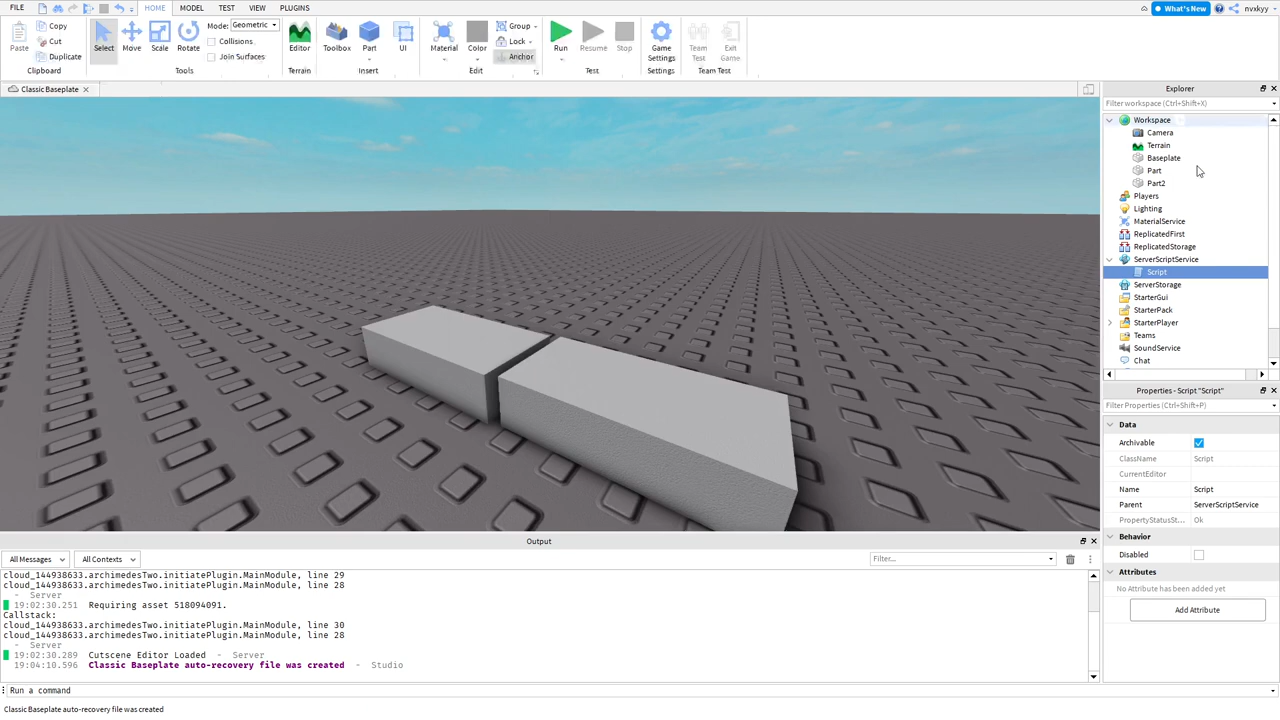 FILE HOME MODEL TEST VIEW PLUGINS What's New nvxkyy
Paste Copy Cut Duplicate Select Move Scale Rotate Mode: Geometric Collisions Join Surfaces Editor Toolbox Part UI Material Color Group Lock Anchor Run Resume Stop Game Settings Team Test Exit Game
Clipboard Tools Terrain Insert Edit Test Settings Team Test
Classic Baseplate
Explorer
Filter workspace (Ctrl+Shift+X)
Workspace
Camera
Terrain
Baseplate
Part
Part2
Players
Lighting
MaterialService
ReplicatedFirst
ReplicatedStorage
ServerScriptService
Script
ServerStorage
StarterGui
StarterPack
StarterPlayer
Teams
SoundService
Chat
Properties - Script "Script"
Filter Properties (Ctrl+Shift+P)
Data
Archivable
ClassName Script
CurrentEditor
Name Script
Parent ServerScriptService
PropertyStatusSt... Ok
Behavior
Disabled
Attributes
No Attribute has been added yet
Add Attribute
Output
All Messages All Contexts Filter...
cloud_144938633.archimedesTwo.initiatePlugin.MainModule, line 29
cloud_144938633.archimedesTwo.initiatePlugin.MainModule, line 28
- Server
19:02:30.251 Requiring asset 518094091.
Callstack:
cloud_144938633.archimedesTwo.initiatePlugin.MainModule, line 30
cloud_144938633.archimedesTwo.initiatePlugin.MainModule, line 28
- Server
19:02:30.289 Cutscene Editor Loaded - Server
19:04:10.596 Classic Baseplate auto-recovery file was created - Studio
Run a command
Classic Baseplate auto-recovery file was created